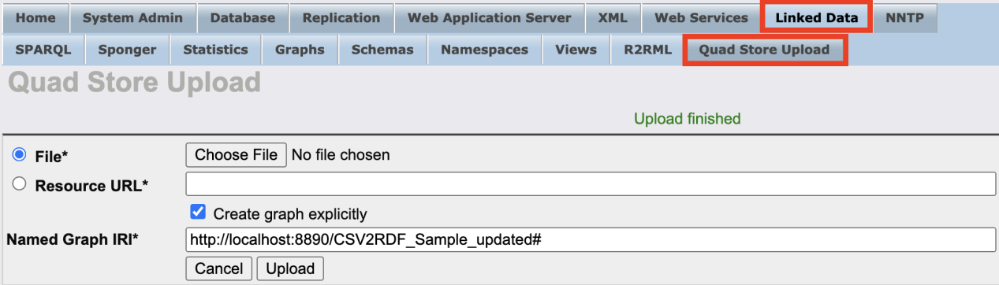 Home System Admin Database Replication Web Application Server XML Web Services Linked Data NNTP
SPARQL Sponger Statistics Graphs Schemas Namespaces Views R2RML Quad Store Upload
Quad Store Upload
Upload finished
File* Choose File No file chosen
Resource URL*
Create graph explicitly
Named Graph IRI* http://localhost:8890/CSV2RDF_Sample_updated#
Cancel Upload